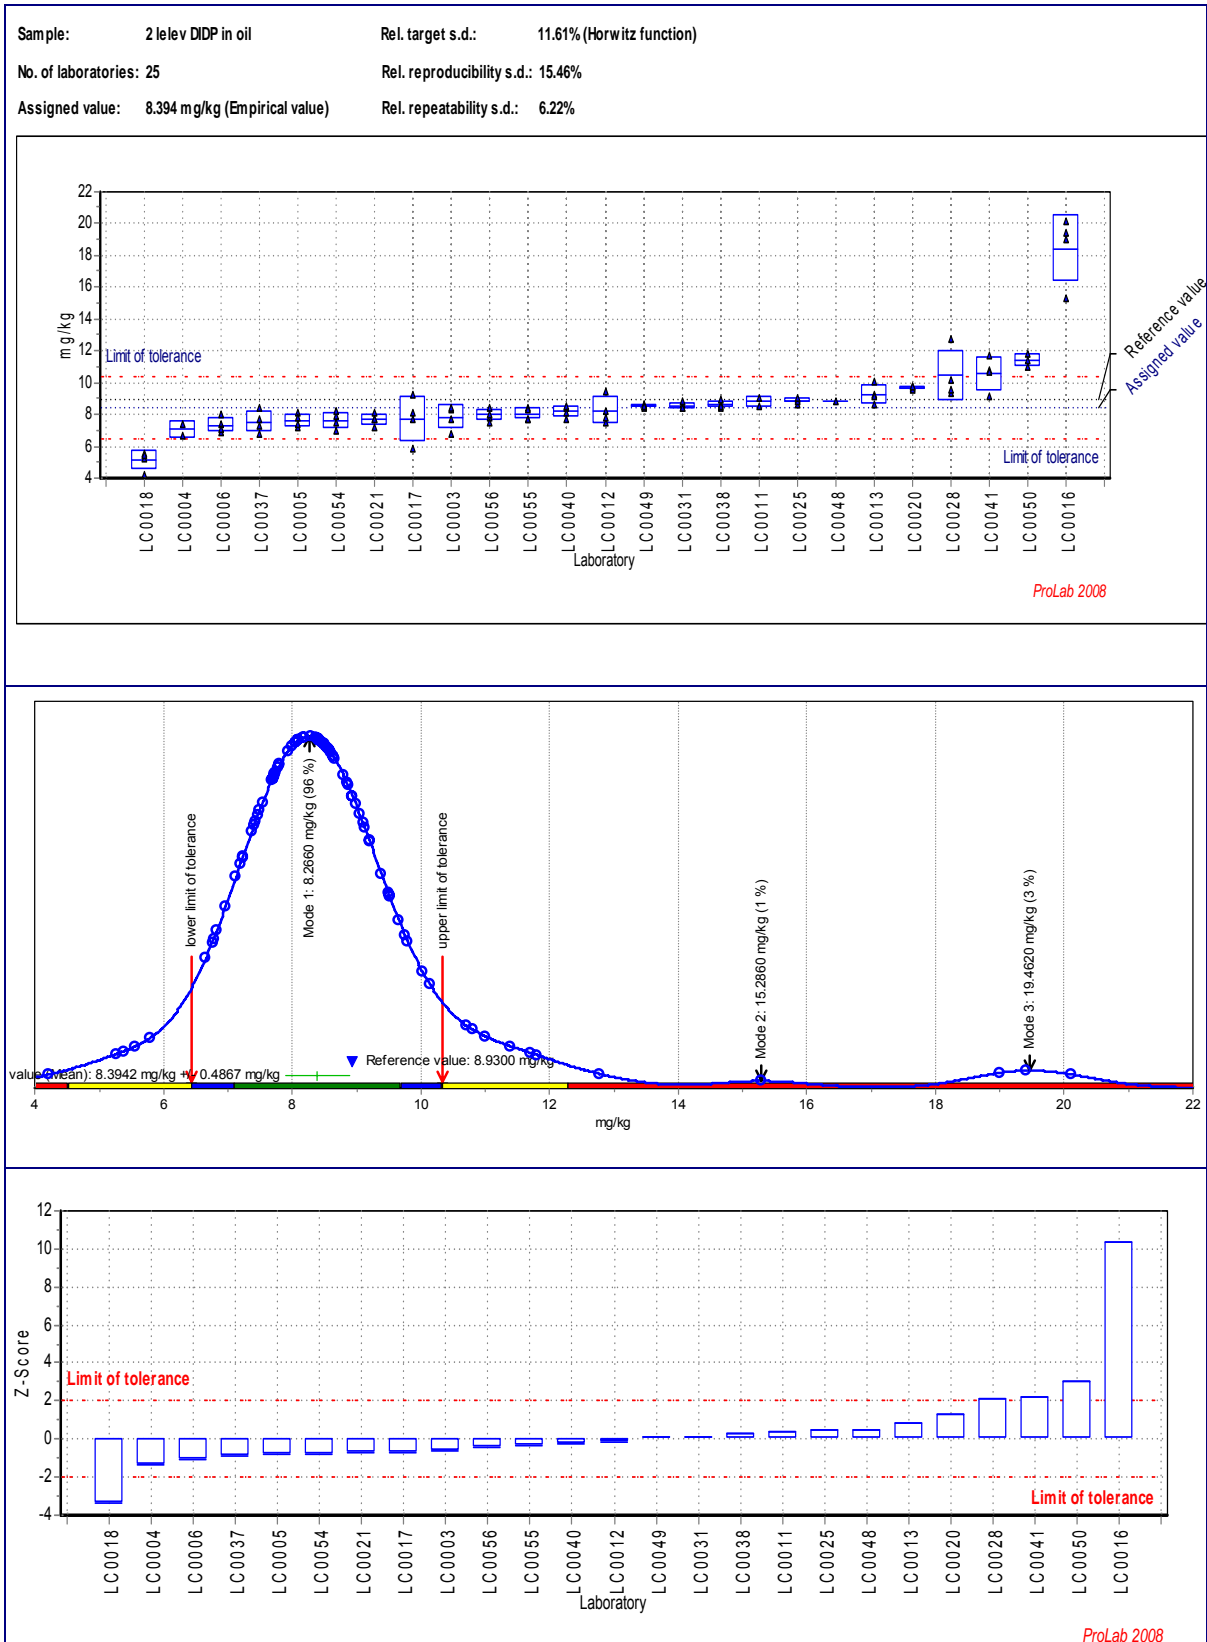 Sample: 2 lelev DIDP in oil Rel. target s.d.: 11.61% (Horwitz function)
No. of laboratories: 25 Rel. reproducibility s.d.: 15.46%
Assigned value: 8.394 mg/kg (Empirical value) Rel. repeatability s.d.: 6.22%
22
20
18
16
14
12
10
8
6
4
mg/kg
Limit of tolerance
Limit of tolerance
Reference value
Assigned value
LC0018 LC0004 LC0006 LC0037 LC0005 LC0054 LC0021 LC0017 LC0003 LC0056 LC0055 LC0040 LC0012 LC0049 LC0031 LC0038 LC0011 LC0025 LC0048 LC0013 LC0020 LC0028 LC0041 LC0050 LC0016
Laboratory
ProLab 2008
lower limit of tolerance
Mode 1: 8.2660 mg/kg (96 %)
upper limit of tolerance
Mode 2: 15.2860 mg/kg (1 %)
Mode 3: 19.4620 mg/kg (3 %)
Reference value: 8.9300 mg/kg
value (mean): 8.3942 mg/kg +/- 0.4867 mg/kg
4 6 8 10 12 14 16 18 20 22
mg/kg
12
10
8
6
4
2
0
-2
-4
Z-Score
Limit of tolerance
Limit of tolerance
LC0018 LC0004 LC0006 LC0037 LC0005 LC0054 LC0021 LC0017 LC0003 LC0056 LC0055 LC0040 LC0012 LC0049 LC0031 LC0038 LC0011 LC0025 LC0048 LC0013 LC0020 LC0028 LC0041 LC0050 LC0016
Laboratory
ProLab 2008